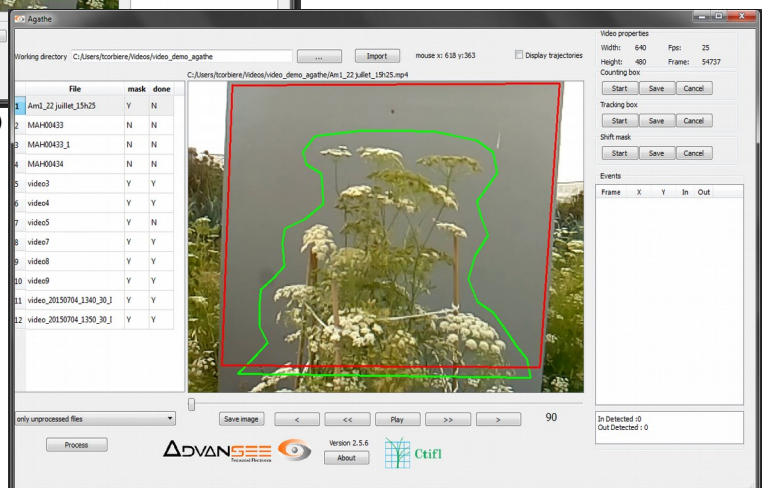 Agathe
Working directory C:/Users/tcorbiere/Videos/video_demo_agathe ... Import mouse x: 618 y:363 Display trajectories
C:/Users/tcorbiere/Videos/video_demo_agathe/Am1_22 juillet_15h25.mp4
File mask done
1 Am1_22 juillet_15h25 Y N
2 MAH00433 N N
3 MAH00433_1 N N
4 MAH00434 N N
5 video3 Y Y
6 video4 Y Y
7 video5 Y N
8 video7 Y Y
9 video8 Y Y
10 video9 Y Y
11 video_20150704_1340_30_I Y Y
12 video_20150704_1350_30_I Y Y
Video properties
Width: 640 Fps: 25
Height: 480 Frame: 54737
Counting box
Start Save Cancel
Tracking box
Start Save Cancel
Shift mask
Start Save Cancel
Events
Frame X Y In Out
only unprocessed files
Save image < << Play >> > 90
In Detected :0
Out Detected : 0
Process
ADVANSEE
Version 2.5.6
About
Ctifl